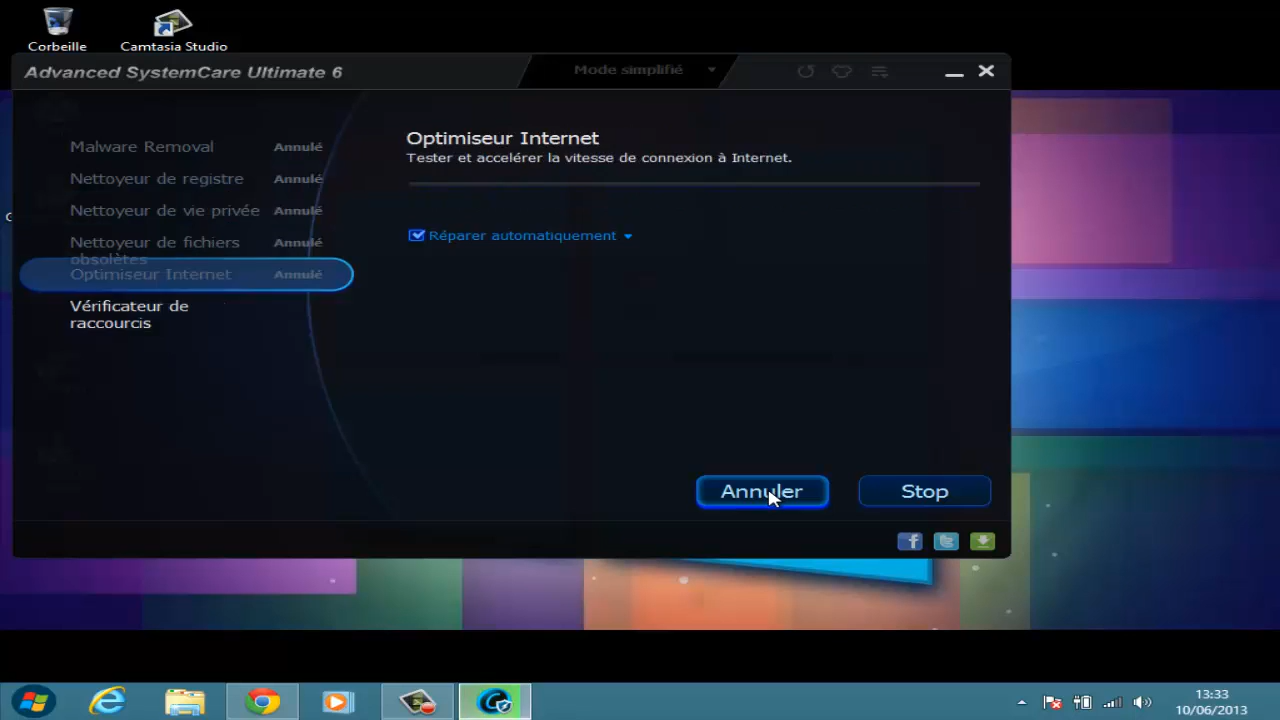 Corbeille
Camtasia Studio
Advanced SystemCare Ultimate 6
Mode simplifié
Malware Removal Annulé
Nettoyeur de registre Annulé
Nettoyeur de vie privée Annulé
Nettoyeur de fichiers obsolètes Annulé
Optimiseur Internet Annulé
Vérificateur de
raccourcis
Optimiseur Internet
Tester et accelérer la vitesse de connexion à Internet.
Réparer automatiquement
Annuler
Stop
13:33
10/06/2013